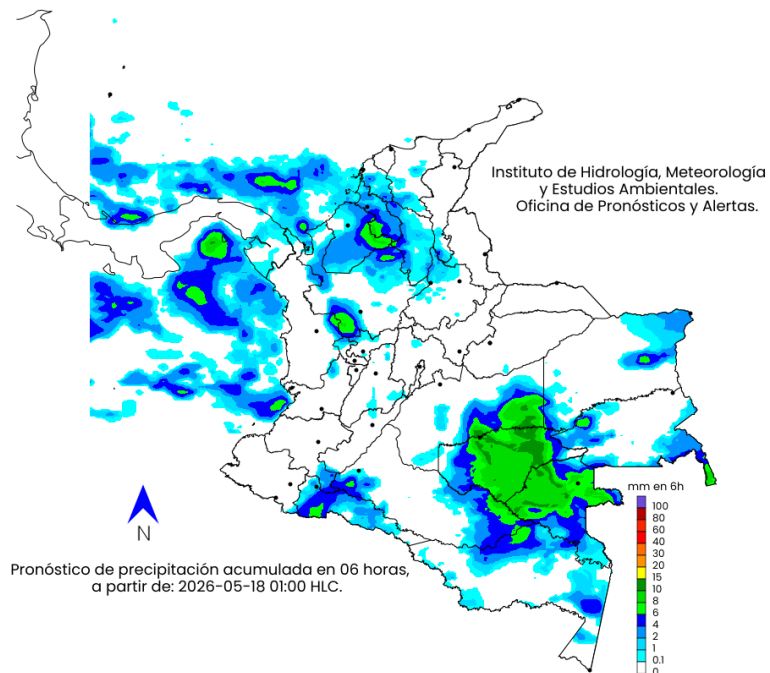 Instituto de Hidrología, Meteorología
y Estudios Ambientales.
Oficina de Pronósticos y Alertas.
mm en 6h
100
80
60
40
30
20
15
10
8
6
4
2
1
0.1
0
N
Pronóstico de precipitación acumulada en 06 horas,
a partir de: 2026-05-18 01:00 HLC.